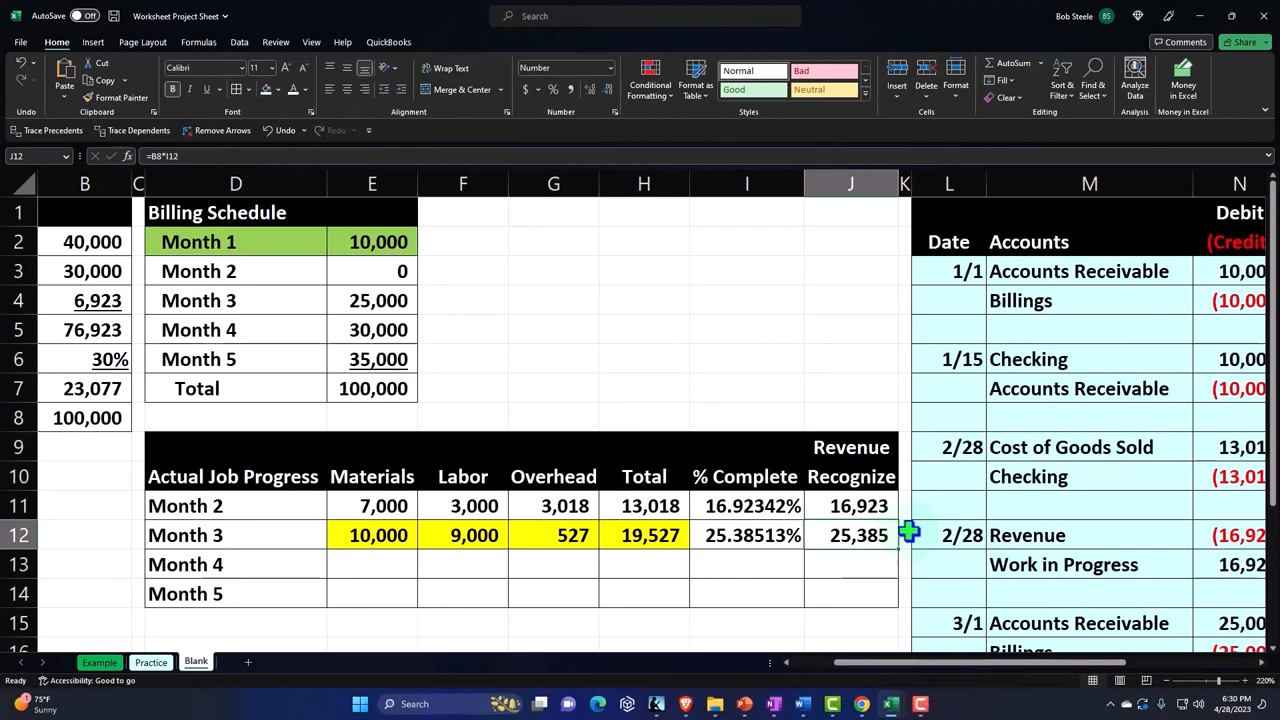 AutoSave Off Worksheet Project Sheet Search Bob Steele BS
File Home Insert Page Layout Formulas Data Review View Help QuickBooks Comments Share
Calibri 11 Wrap Text Number AutoSum
Cut Copy Format Painter Paste
B I U Merge & Center $ % Fill Clear
Conditional Formatting Format as Table Normal Bad Good Neutral
Insert Delete Format Sort & Filter Find & Select Analyze Data Money in Excel
Undo Clipboard Font Alignment Number Styles Cells Editing Analysis Money in Excel
Trace Precedents Trace Dependents Remove Arrows Undo Redo
J12 fx =B8*I12
B C D E F G H I J K L M N
1 Billing Schedule Debit
2 40,000 Month 1 10,000 Date Accounts (Credit
3 30,000 Month 2 0 1/1 Accounts Receivable 10,00
4 6,923 Month 3 25,000 Billings (10,00
5 76,923 Month 4 30,000
6 30% Month 5 35,000 1/15 Checking 10,00
7 23,077 Total 100,000 Accounts Receivable (10,00
8 100,000
9 Revenue 2/28 Cost of Goods Sold 13,01
10 Actual Job Progress Materials Labor Overhead Total % Complete Recognize Checking (13,01
11 Month 2 7,000 3,000 3,018 13,018 16.92342% 16,923
12 Month 3 10,000 9,000 527 19,527 25.38513% 25,385 2/28 Revenue (16,92
13 Month 4 Work in Progress 16,92
14 Month 5
15 3/1 Accounts Receivable 25,00
16 Billings (25,00
Example Practice Blank
Ready Accessibility: Good to go 220%
75°F
Sunny
Search
6:30 PM
4/28/2023